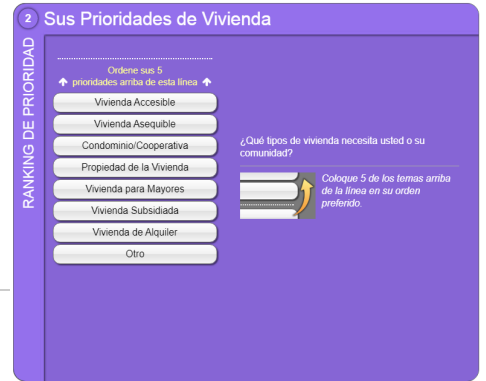 2 Sus Prioridades de Vivienda
RANKING DE PRIORIDAD
Ordene sus 5
prioridades arriba de esta línea
Vivienda Accesible
Vivienda Asequible
Condominio/Cooperativa
Propiedad de la Vivienda
Vivienda para Mayores
Vivienda Subsidiada
Vivienda de Alquiler
Otro
¿Qué tipos de vivienda necesita usted o su
comunidad?
Coloque 5 de los temas arriba
de la línea en su orden
preferido.